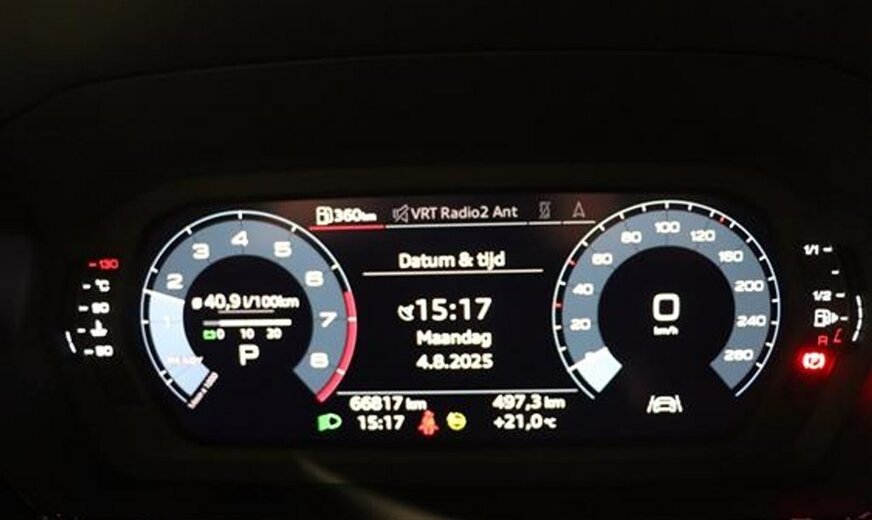 360km VRT Radio2 Ant
Datum & tijd
15:17
Maandag
4.8.2025
66817 km 497,3 km
15:17 +21,0°C
1 2 3 4 5 6 7 8
ø 40,9 l/100km
0 10 20
P
20 40 60 80 100 120 160 200 240 280
0
km/h
130
°C
90
1/1
1/2
R